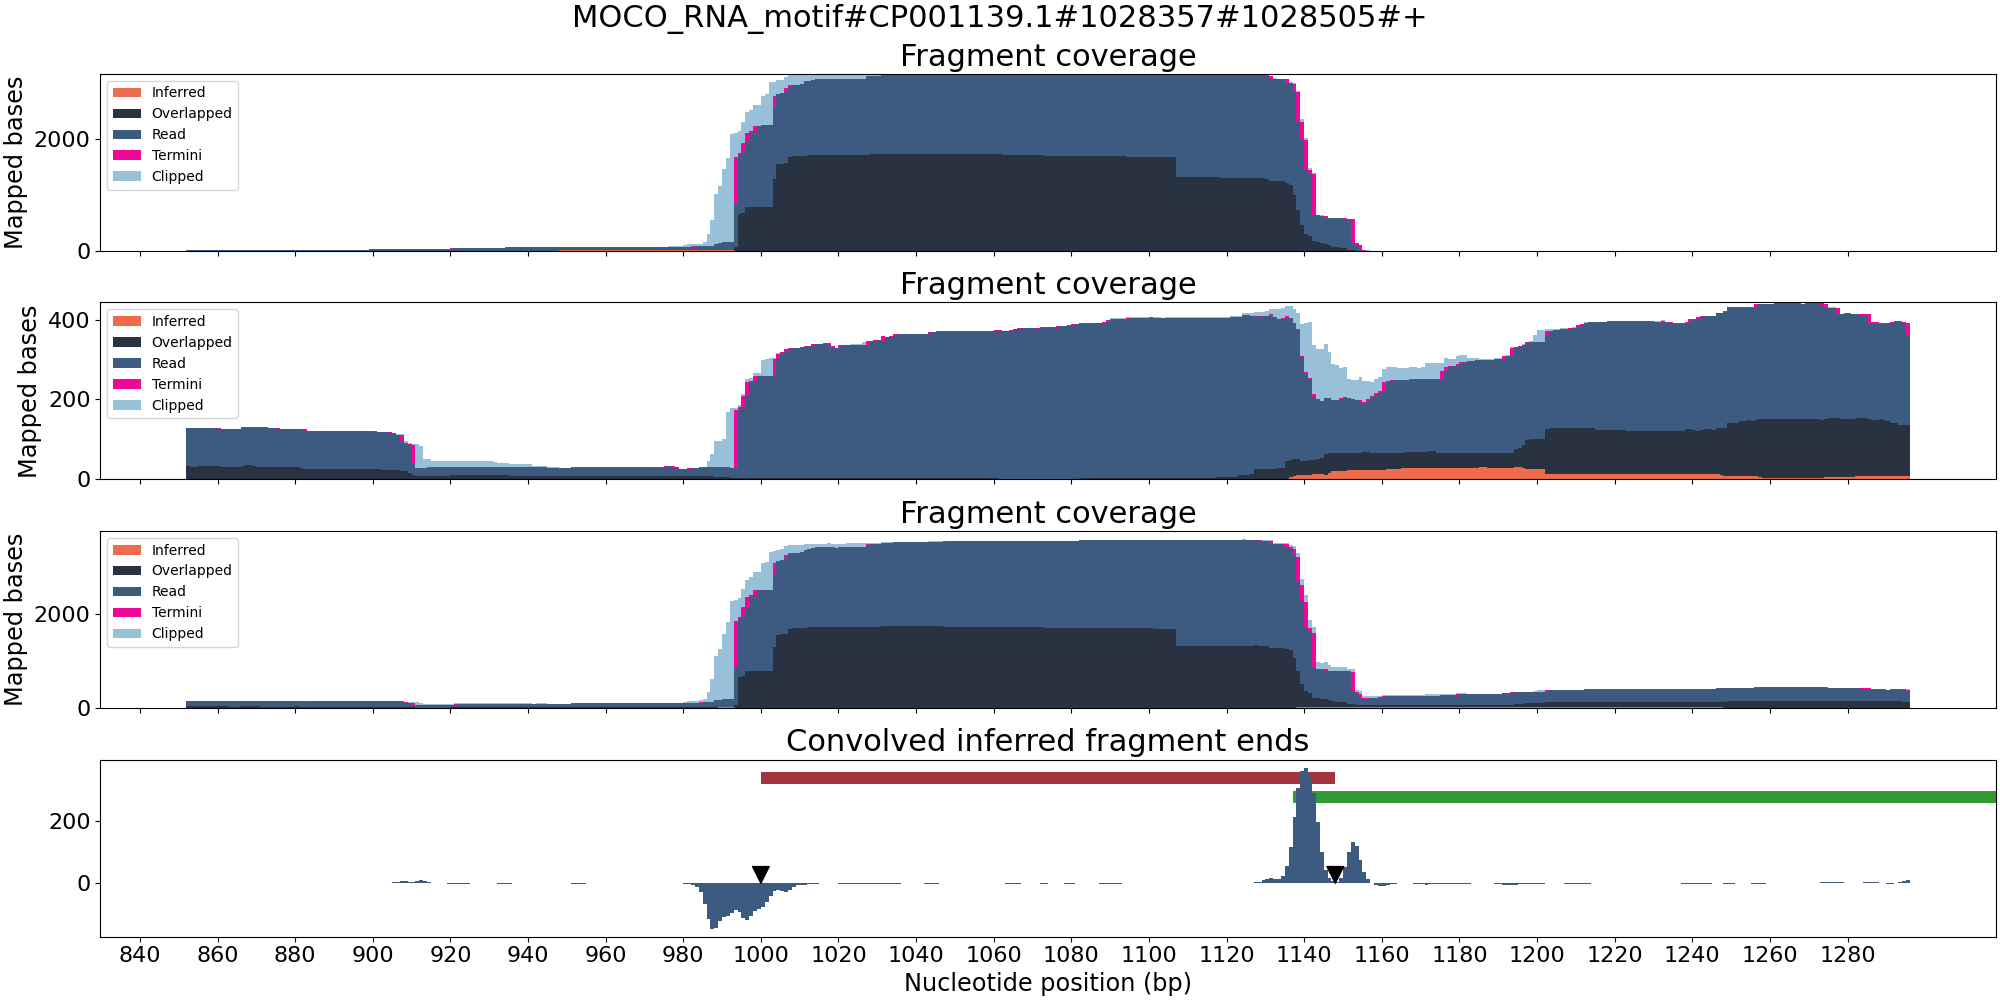 MOCO_RNA_motif#CP001139.1#1028357#1028505#+
Fragment coverage
Mapped bases
2000
0
Inferred
Overlapped
Read
Termini
Clipped
Fragment coverage
Mapped bases
400
200
0
Inferred
Overlapped
Read
Termini
Clipped
Fragment coverage
Mapped bases
2000
0
Inferred
Overlapped
Read
Termini
Clipped
Convolved inferred fragment ends
200
0
840 860 880 900 920 940 960 980 1000 1020 1040 1060 1080 1100 1120 1140 1160 1180 1200 1220 1240 1260 1280
Nucleotide position (bp)